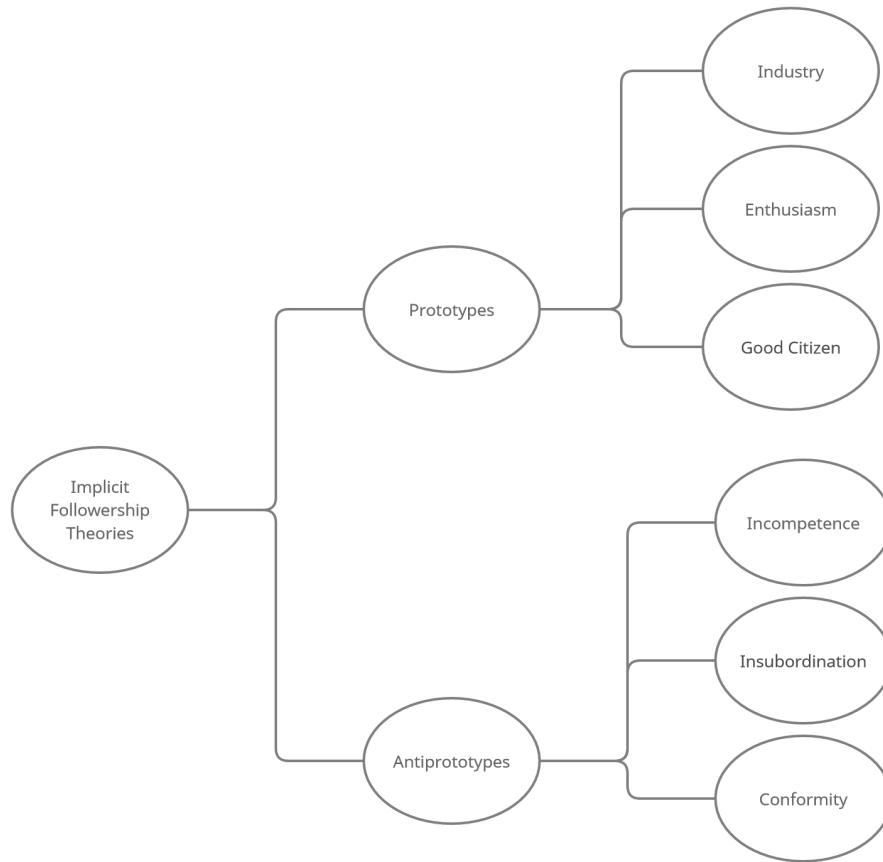 Industry
Enthusiasm
Prototypes
Good Citizen
Implicit
Followership
Theories
Incompetence
Insubordination
Antiprototypes
Conformity